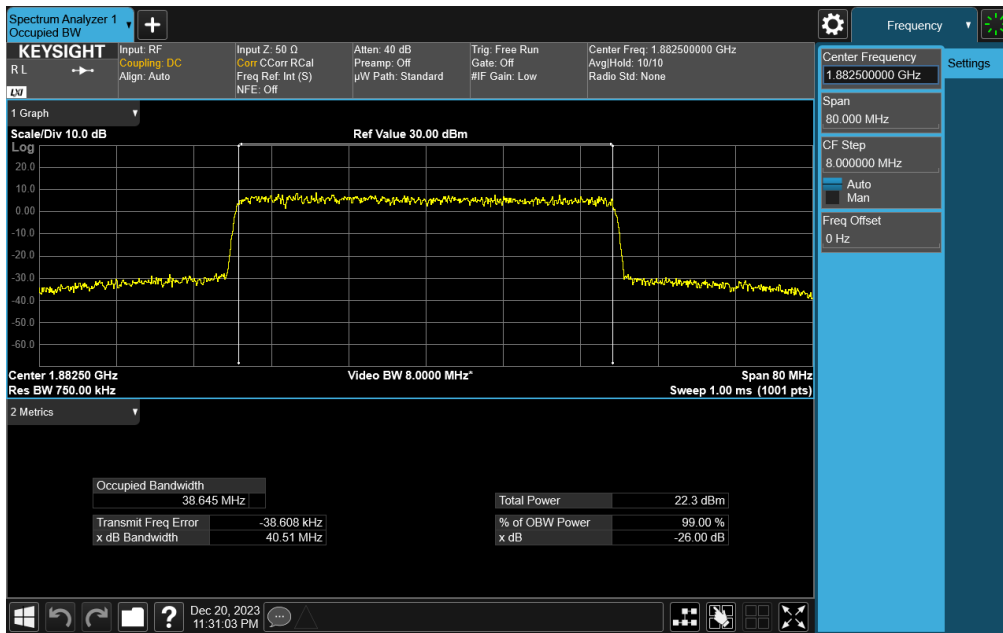 Spectrum Analyzer 1
Occupied BW
Frequency
KEYSIGHT
R L
LXI
Input: RF
Coupling: DC
Align: Auto
Input Z: 50 Ω
Corr CCorr RCal
Freq Ref: Int (S)
NFE: Off
Atten: 40 dB
Preamp: Off
µW Path: Standard
Trig: Free Run
Gate: Off
#IF Gain: Low
Center Freq: 1.882500000 GHz
Avg|Hold: 10/10
Radio Std: None
Center Frequency
1.882500000 GHz
Settings
Span
80.000 MHz
CF Step
8.000000 MHz
Auto
Man
Freq Offset
0 Hz
1 Graph
Scale/Div 10.0 dB
Ref Value 30.00 dBm
Log
20.0
10.0
0.00
-10.0
-20.0
-30.0
-40.0
-50.0
-60.0
Center 1.88250 GHz
Video BW 8.0000 MHz*
Span 80 MHz
Res BW 750.00 kHz
Sweep 1.00 ms (1001 pts)
2 Metrics
Occupied Bandwidth
38.645 MHz
Total Power 22.3 dBm
Transmit Freq Error -38.608 kHz
% of OBW Power 99.00 %
x dB Bandwidth 40.51 MHz
x dB -26.00 dB
Dec 20, 2023
11:31:03 PM